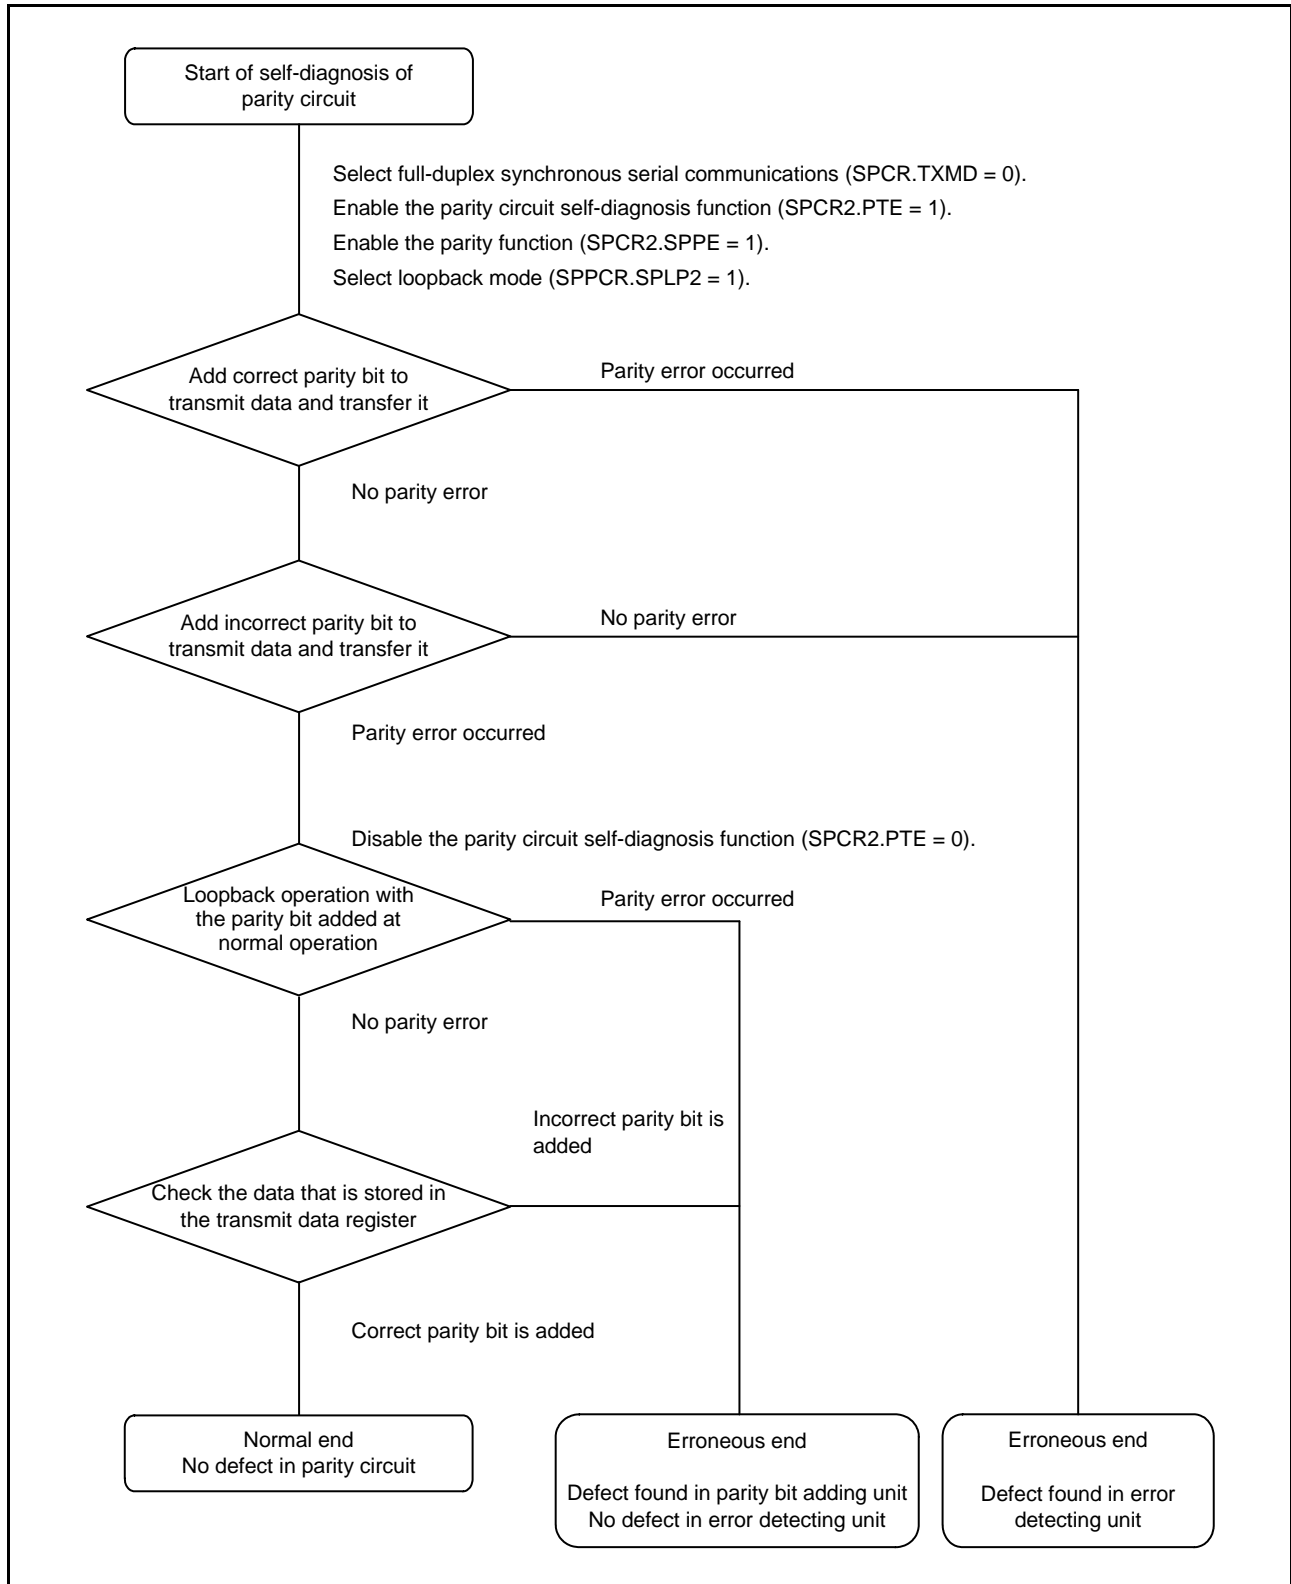 Start of self-diagnosis of
parity circuit
Select full-duplex synchronous serial communications (SPCR.TXMD = 0).
Enable the parity circuit self-diagnosis function (SPCR2.PTE = 1).
Enable the parity function (SPCR2.SPPE = 1).
Select loopback mode (SPPCR.SPLP2 = 1).
Add correct parity bit to
transmit data and transfer it
Parity error occurred
No parity error
Add incorrect parity bit to
transmit data and transfer it
No parity error
Parity error occurred
Disable the parity circuit self-diagnosis function (SPCR2.PTE = 0).
Loopback operation with
the parity bit added at
normal operation
Parity error occurred
No parity error
Incorrect parity bit is
added
Check the data that is stored in
the transmit data register
Correct parity bit is added
Normal end
No defect in parity circuit
Erroneous end
Defect found in parity bit adding unit
No defect in error detecting unit
Erroneous end
Defect found in error
detecting unit